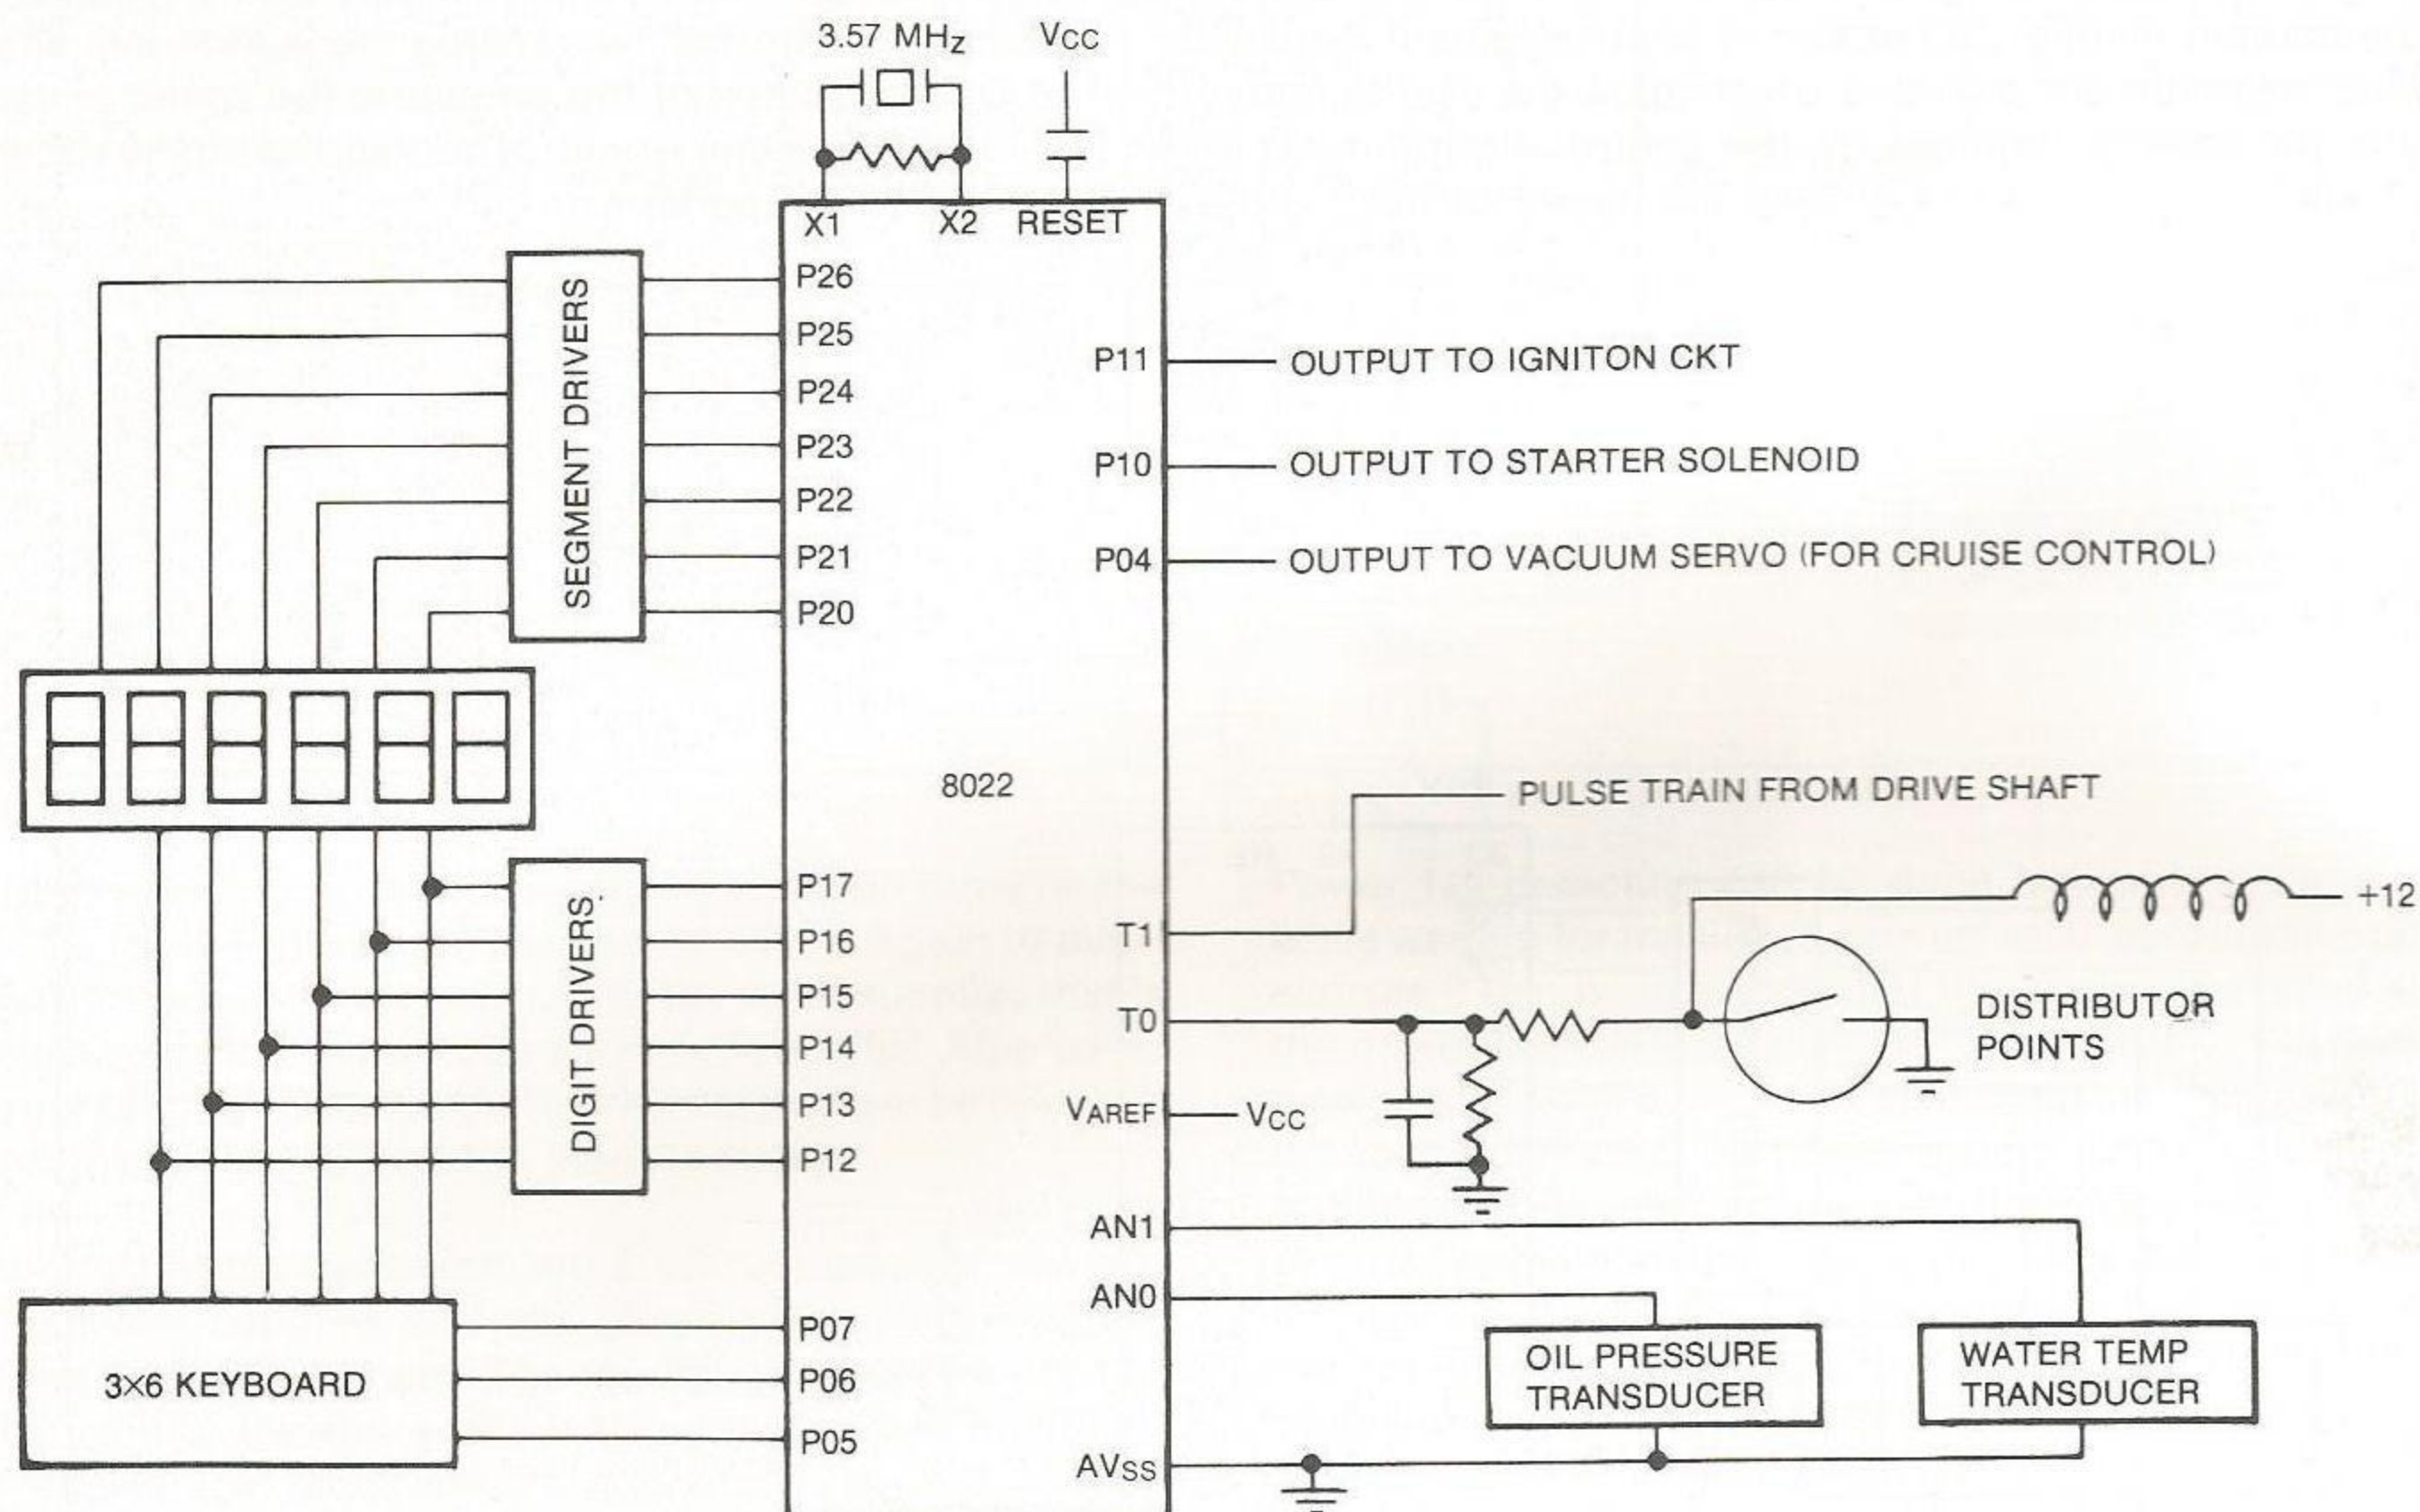 3.57 MHz
VCC
X1
X2
RESET
P26
P25
P24
P23
P22
P21
P20
SEGMENT DRIVERS
P11
OUTPUT TO IGNITON CKT
P10
OUTPUT TO STARTER SOLENOID
P04
OUTPUT TO VACUUM SERVO (FOR CRUISE CONTROL)
8022
PULSE TRAIN FROM DRIVE SHAFT
P17
P16
P15
P14
P13
P12
DIGIT DRIVERS
T1
+12
T0
DISTRIBUTOR
POINTS
VAREF
VCC
AN1
AN0
3×6 KEYBOARD
P07
P06
P05
OIL PRESSURE
TRANSDUCER
WATER TEMP
TRANSDUCER
AVSS